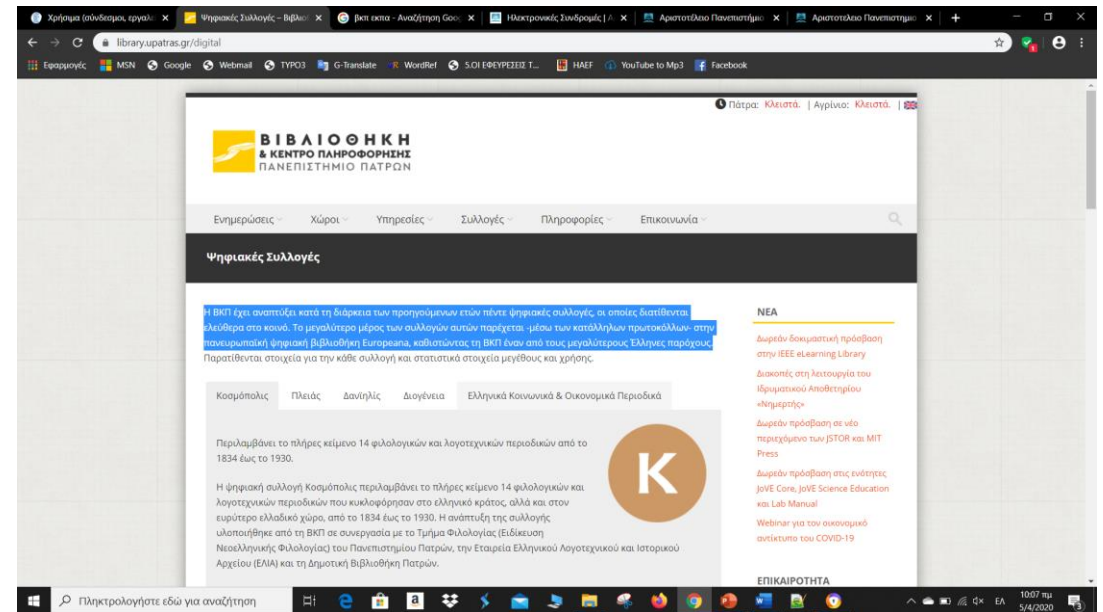 Χρήσιμα (σύνδεσμοι, εργαλε
Ψηφιακές Συλλογές – Βιβλιοθ
βκπ εκπα - Αναζήτηση Goog
Ηλεκτρονικές Συνδρομές | Α
Αριστοτέλειο Πανεπιστήμιο
Αριστοτελειο Πανεπιστημιο
library.upatras.gr/digital
Εφαρμογές MSN Google Webmail TYPO3 G-Translate WordRef 5.ΟΙ ΕΦΕΥΡΕΣΕΙΣ Τ... HAEF YouTube to Mp3 Facebook
Πάτρα: Κλειστά. | Αγρίνιο: Κλειστά. |
ΒΙΒΛΙΟΘΗΚΗ
& ΚΕΝΤΡΟ ΠΛΗΡΟΦΟΡΗΣΗΣ
ΠΑΝΕΠΙΣΤΗΜΙΟ ΠΑΤΡΩΝ
Ενημερώσεις Χώροι Υπηρεσίες Συλλογές Πληροφορίες Επικοινωνία
Ψηφιακές Συλλογές
Η ΒΚΠ έχει αναπτύξει κατά τη διάρκεια των προηγούμενων ετών πέντε ψηφιακές συλλογές, οι οποίες διατίθενται
ελεύθερα στο κοινό. Το μεγαλύτερο μέρος των συλλογών αυτών παρέχεται -μέσω των κατάλληλων πρωτοκόλλων- στην
πανευρωπαϊκή ψηφιακή βιβλιοθήκη Europeana, καθιστώντας τη ΒΚΠ έναν από τους μεγαλύτερους Έλληνες παρόχους.
Παρατίθενται στοιχεία για την κάθε συλλογή και στατιστικά στοιχεία μεγέθους και χρήσης.
Κοσμόπολις Πλειάς Δανιηλίς Διογένεια Ελληνικά Κοινωνικά & Οικονομικά Περιοδικά
Περιλαμβάνει το πλήρες κείμενο 14 φιλολογικών και λογοτεχνικών περιοδικών από το
1834 έως το 1930.
K
Η ψηφιακή συλλογή Κοσμόπολις περιλαμβάνει το πλήρες κείμενο 14 φιλολογικών και
λογοτεχνικών περιοδικών που κυκλοφόρησαν στο ελληνικό κράτος, αλλά και στον
ευρύτερο ελλαδικό χώρο, από το 1834 έως το 1930. Η ανάπτυξη της συλλογής
υλοποιήθηκε από τη ΒΚΠ σε συνεργασία με το Τμήμα Φιλολογίας (Ειδίκευση
Νεοελληνικής Φιλολογίας) του Πανεπιστημίου Πατρών, την Εταιρεία Ελληνικού Λογοτεχνικού και Ιστορικού
Αρχείου (ΕΛΙΑ) και τη Δημοτική Βιβλιοθήκη Πατρών.
ΝΕΑ
Δωρεάν δοκιμαστική πρόσβαση
στην IEEE eLearning Library
Διακοπές στη λειτουργία του
Ιδρυματικού Αποθετηρίου
«Νημερτής»
Δωρεάν πρόσβαση σε νέο
περιεχόμενο των JSTOR και MIT
Press
Δωρεάν πρόσβαση στις ενότητες
JoVE Core, JoVE Science Education
και Lab Manual
Webinar για τον οικονομικό
αντίκτυπο του COVID-19
ΕΠΙΚΑΙΡΟΤΗΤΑ
Πληκτρολογήστε εδώ για αναζήτηση
ΕΛ
10:07 πμ
5/4/2020